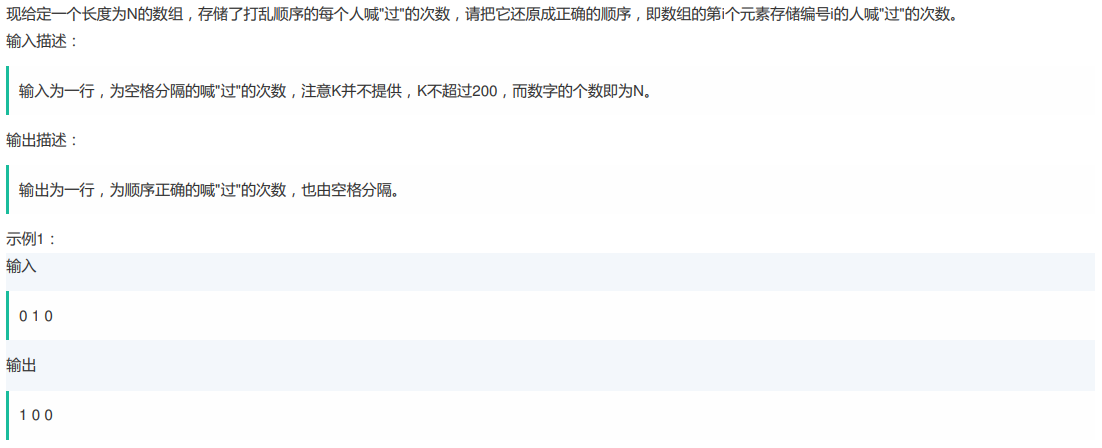 现给定一个长度为N的数组，存储了打乱顺序的每个人喊"过"的次数，请把它还原成正确的顺序，即数组的第i个元素存储编号i的人喊"过"的次数。
输入描述：
输入为一行，为空格分隔的喊"过"的次数，注意K并不提供，K不超过200，而数字的个数即为N。
输出描述：
输出为一行，为顺序正确的喊"过"的次数，也由空格分隔。
示例1：
输入
0 1 0
输出
1 0 0